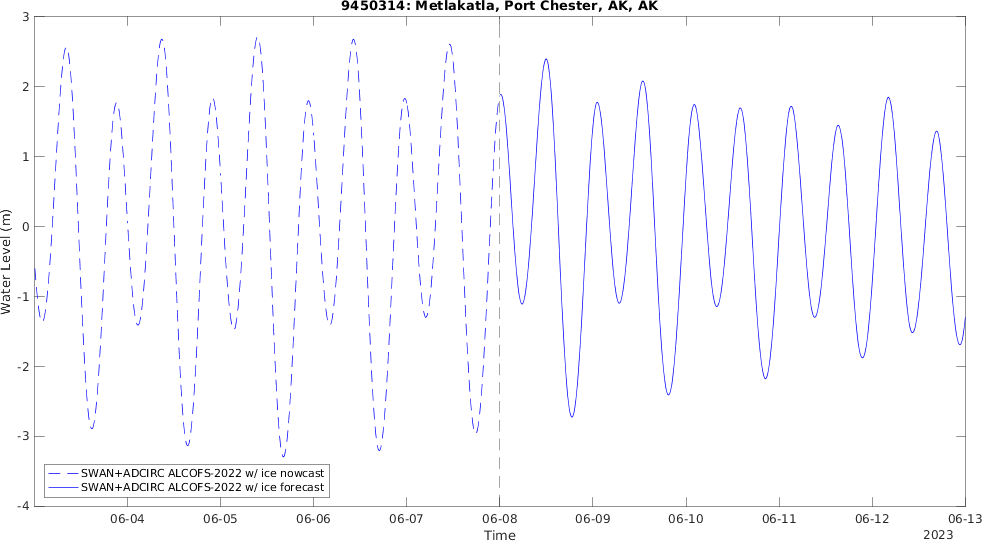 9450314: Metlakatla, Port Chester, AK, AK
3
2
1
0
-1
-2
-3
-4
Water Level (m)
SWAN+ADCIRC ALCOFS-2022 w/ ice nowcast
SWAN+ADCIRC ALCOFS-2022 w/ ice forecast
06-04 06-05 06-06 06-07 06-08 06-09 06-10 06-11 06-12 06-13
Time
2023